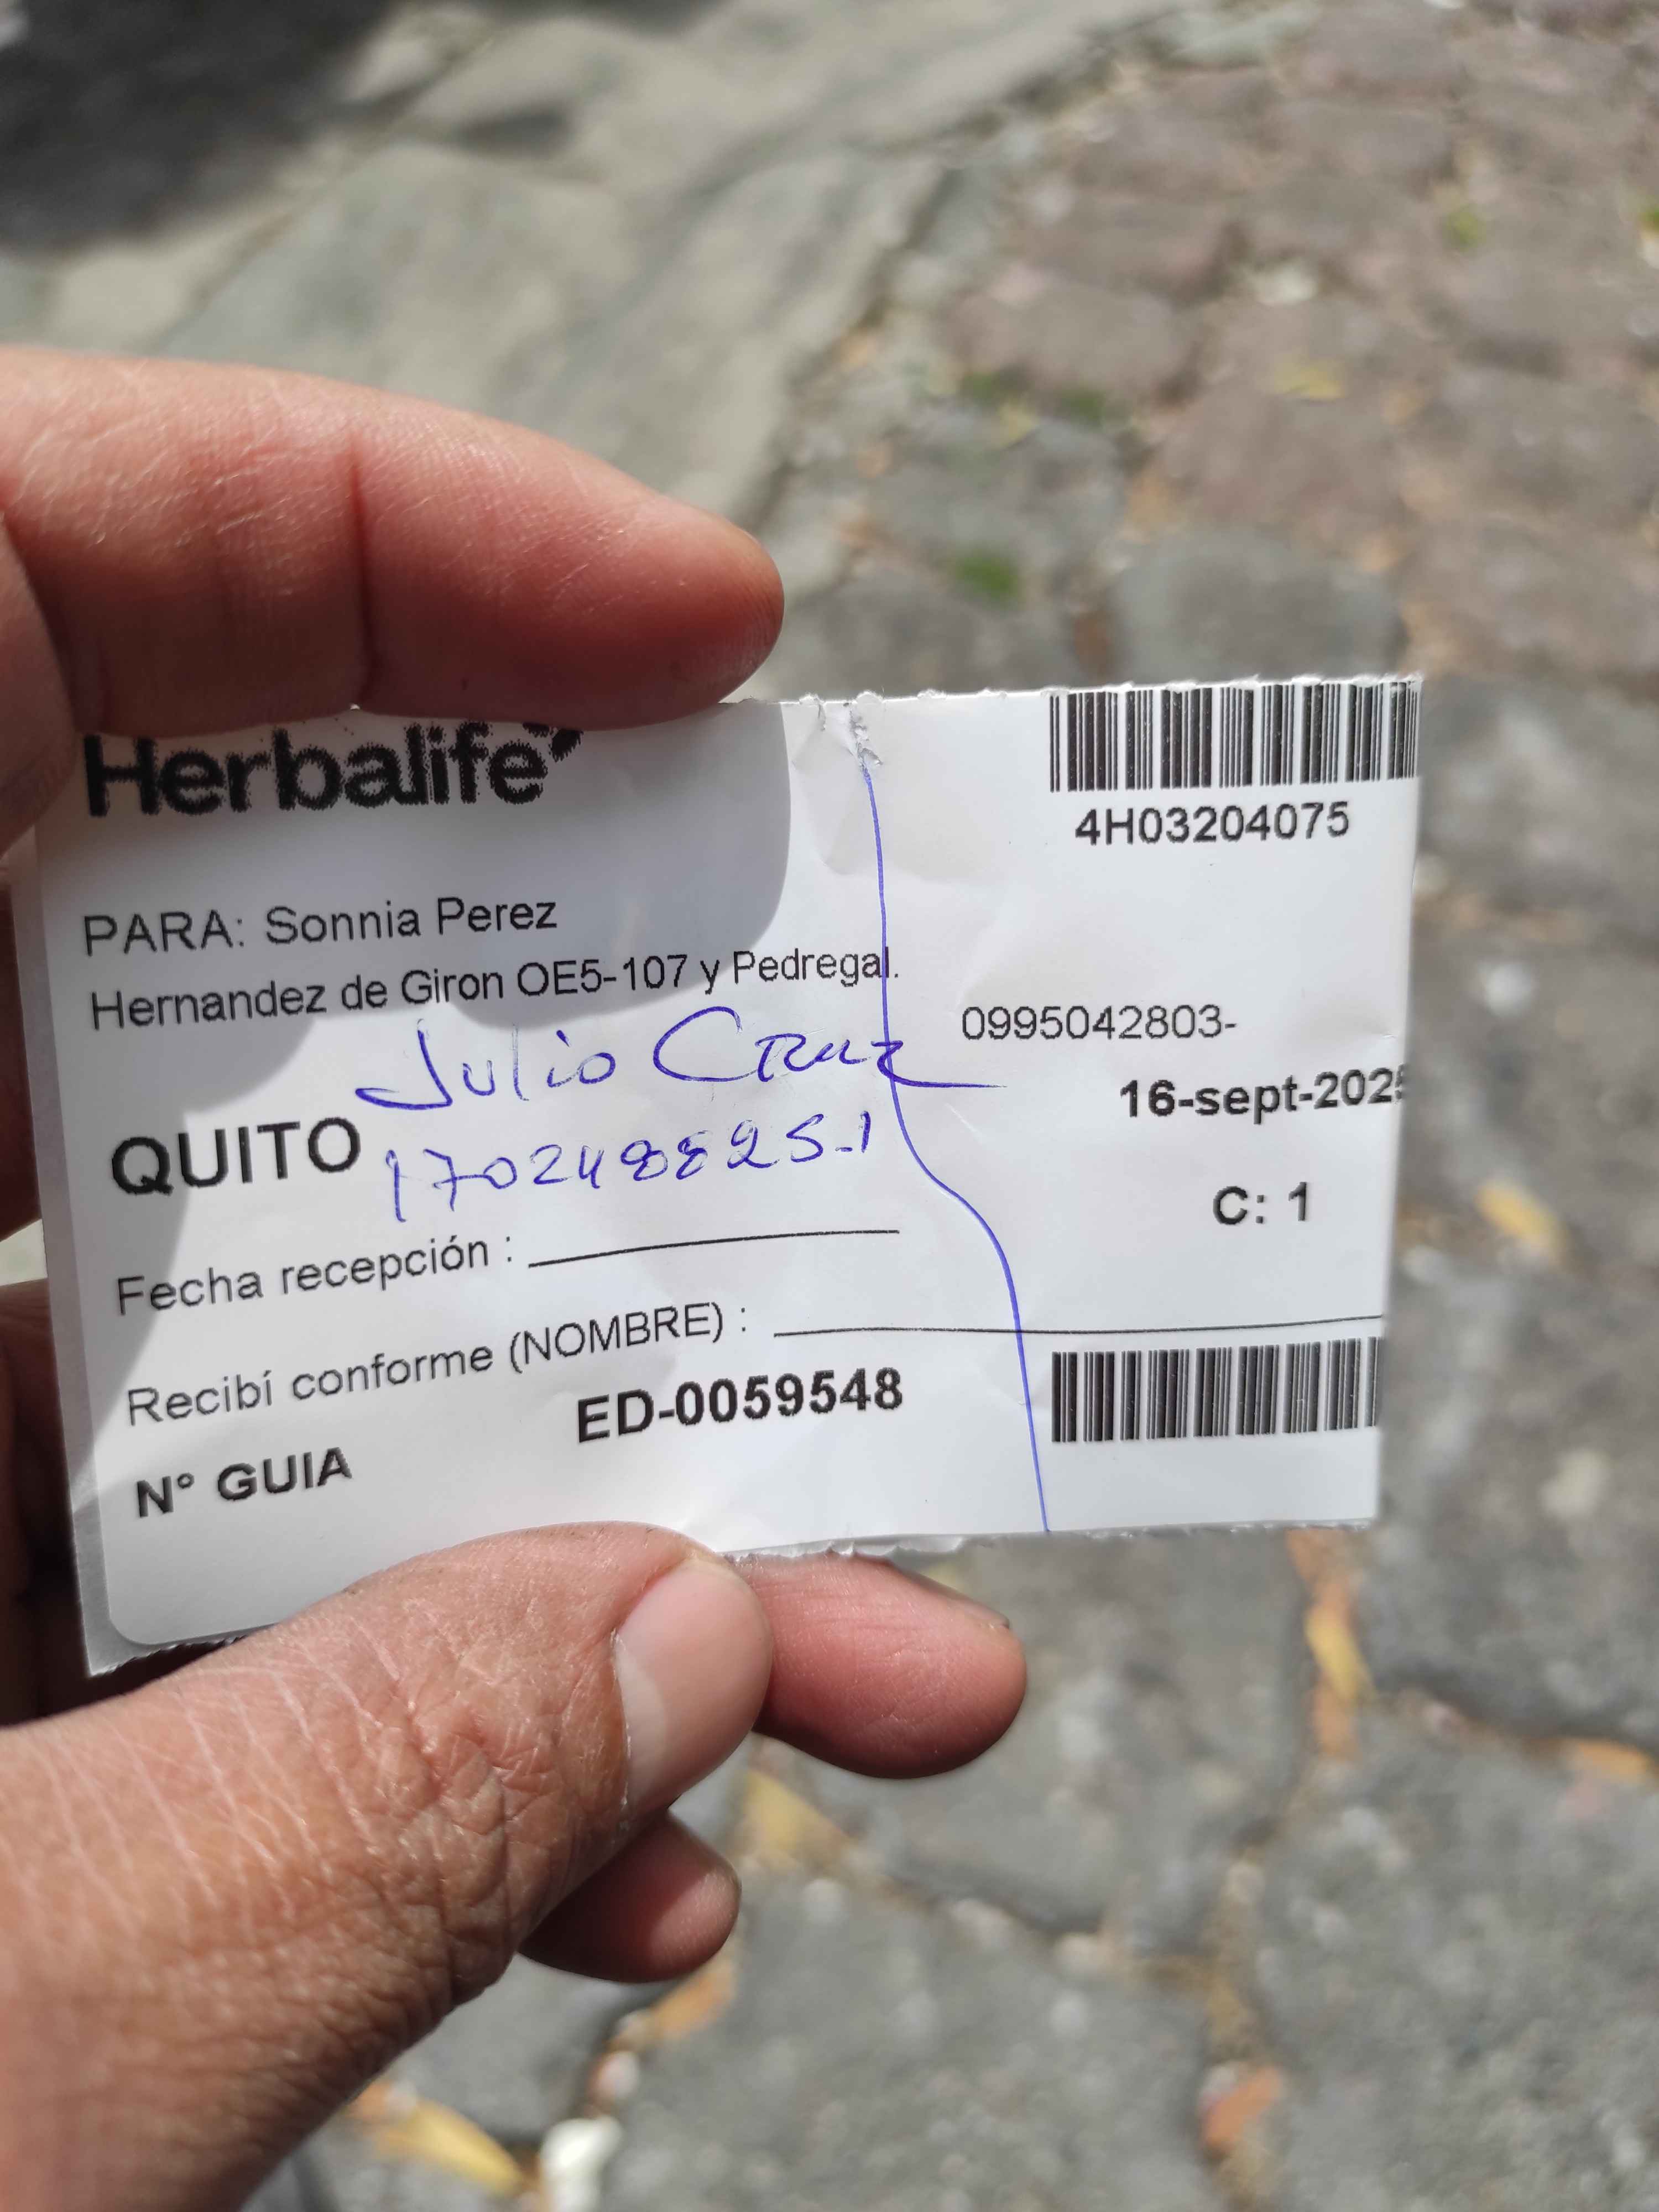 Herbalife
4H03204075
PARA: Sonnia Perez
Hernandez de Giron OE5-107 y Pedregal.
0995042803-
Julio Cruz
16-sept-2025
QUITO
170248825-1
C: 1
Fecha recepción :
Recibí conforme (NOMBRE) :
ED-0059548
N° GUIA